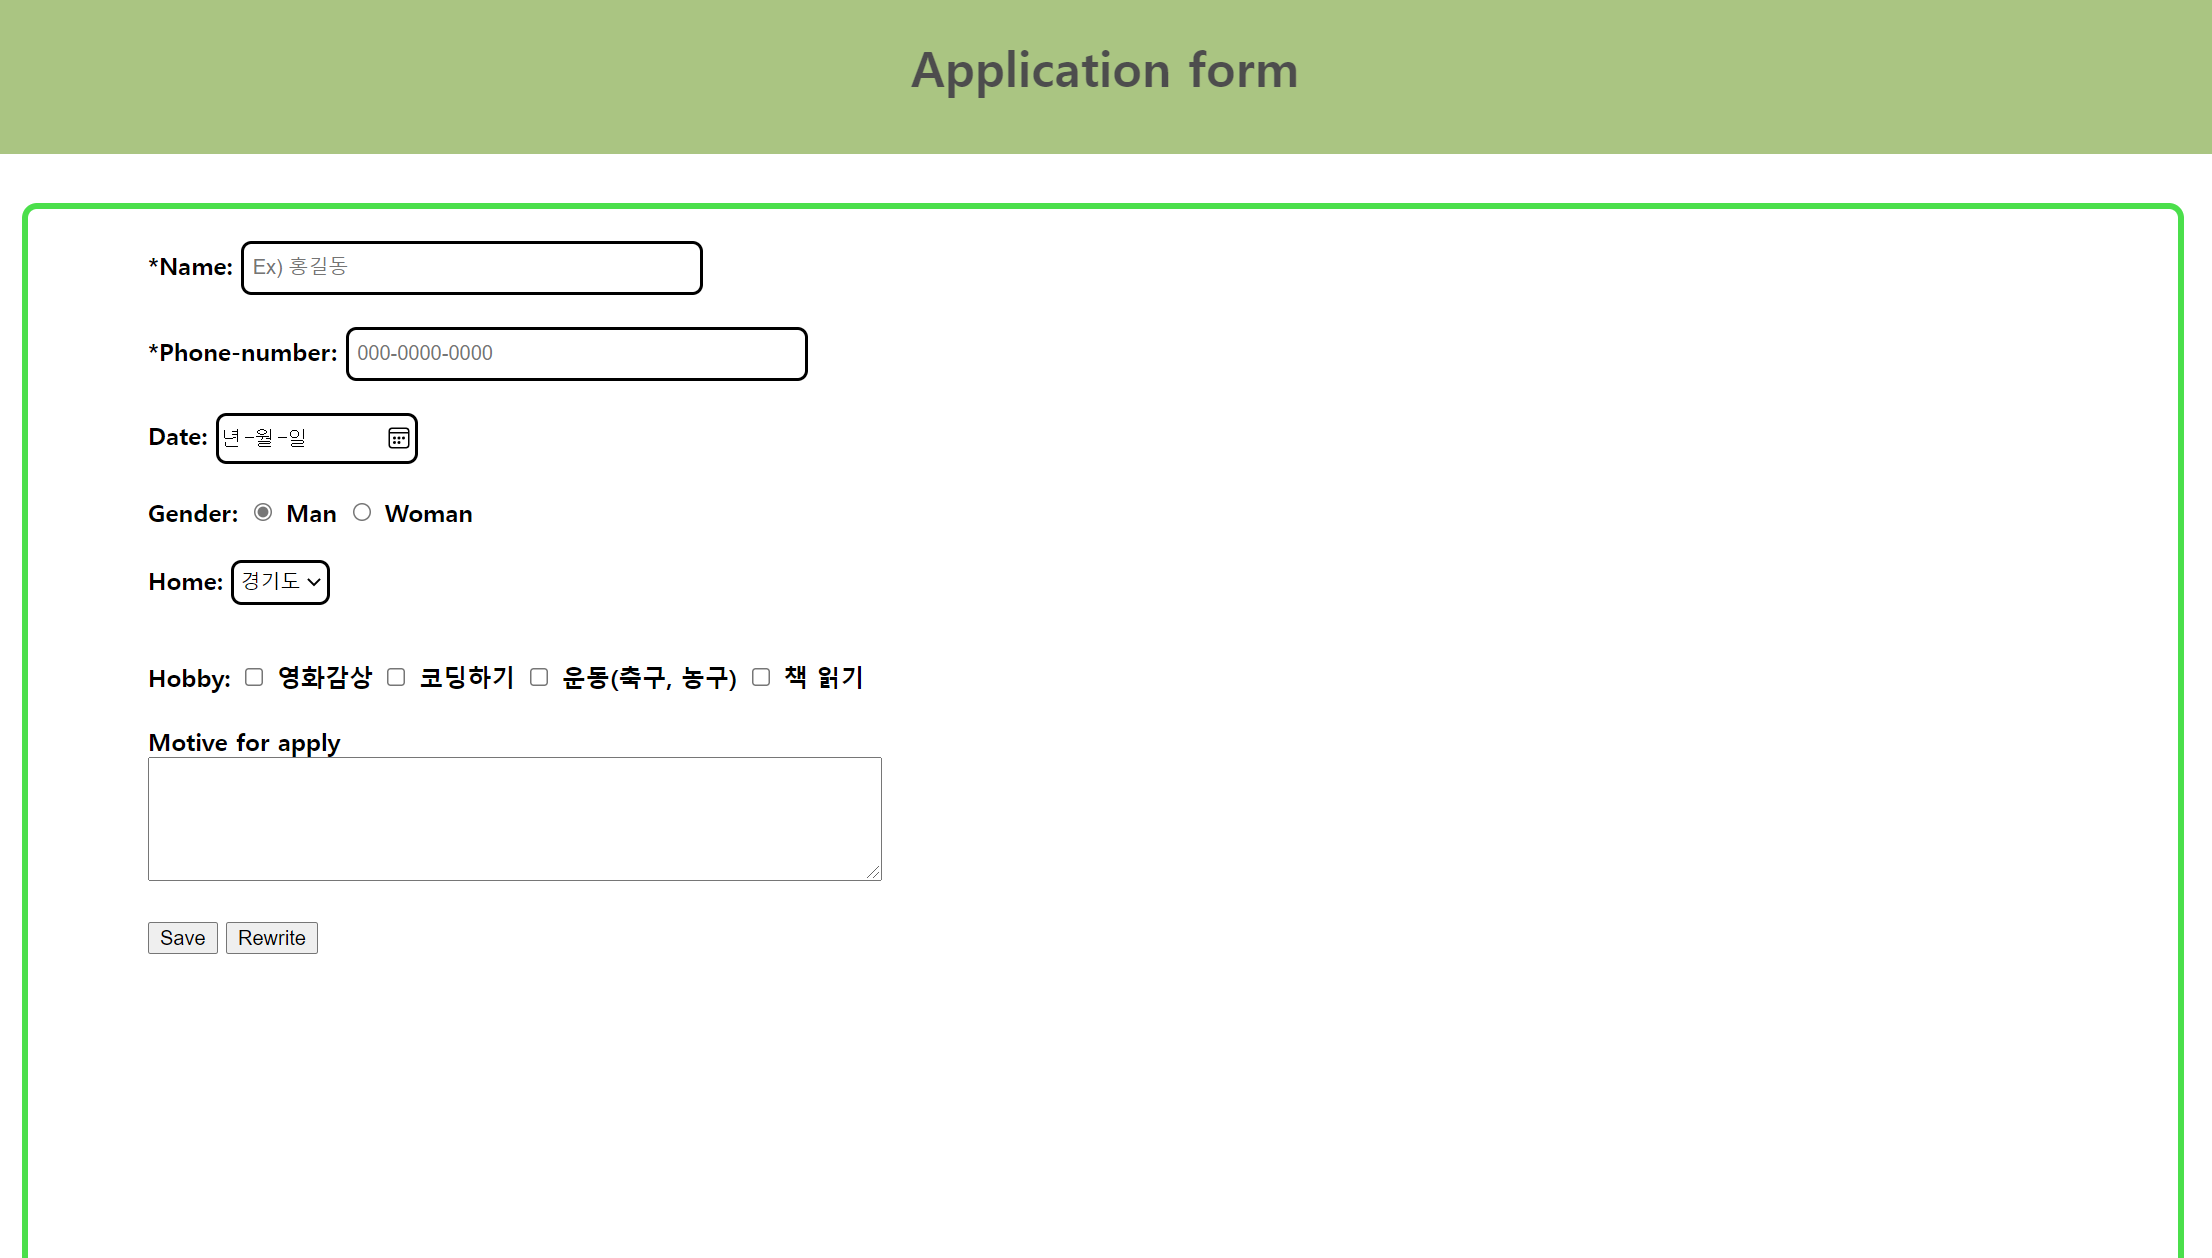 Application form
*Name: Ex) 홍길동
*Phone-number: 000-0000-0000
Date: 년-월-일
Gender: Man Woman
Home: 경기도
Hobby: 영화감상 코딩하기 운동(축구, 농구) 책 읽기
Motive for apply
Save Rewrite